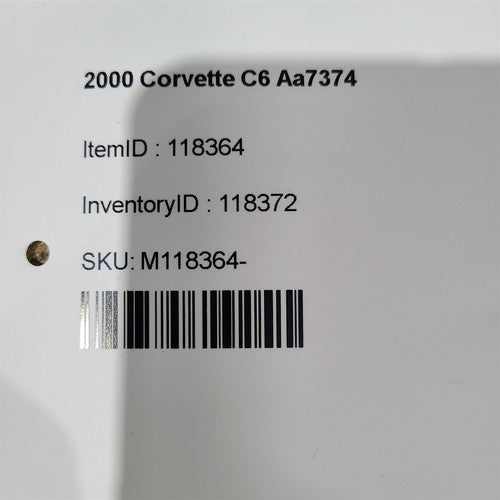 2000 Corvette C6 Aa7374
ItemID : 118364
InventoryID : 118372
SKU: M118364-